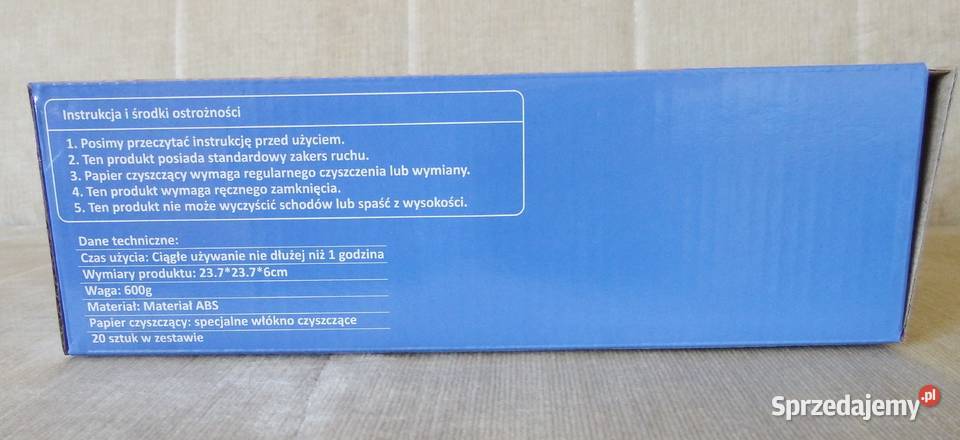 Instrukcja i środki ostrożności
1. Posimy przeczytać instrukcję przed użyciem.
2. Ten produkt posiada standardowy zakers ruchu.
3. Papier czyszczący wymaga regularnego czyszczenia lub wymiany.
4. Ten produkt wymaga ręcznego zamknięcia.
5. Ten produkt nie może wyczyścić schodów lub spaść z wysokości.
Dane techniczne:
Czas użycia: Ciągłe używanie nie dłużej niż 1 godzina
Wymiary produktu: 23.7*23.7*6cm
Waga: 600g
Materiał: Materiał ABS
Papier czyszczący: specjalne włókno czyszczące
20 sztuk w zestawie
Sprzedajemy.pl